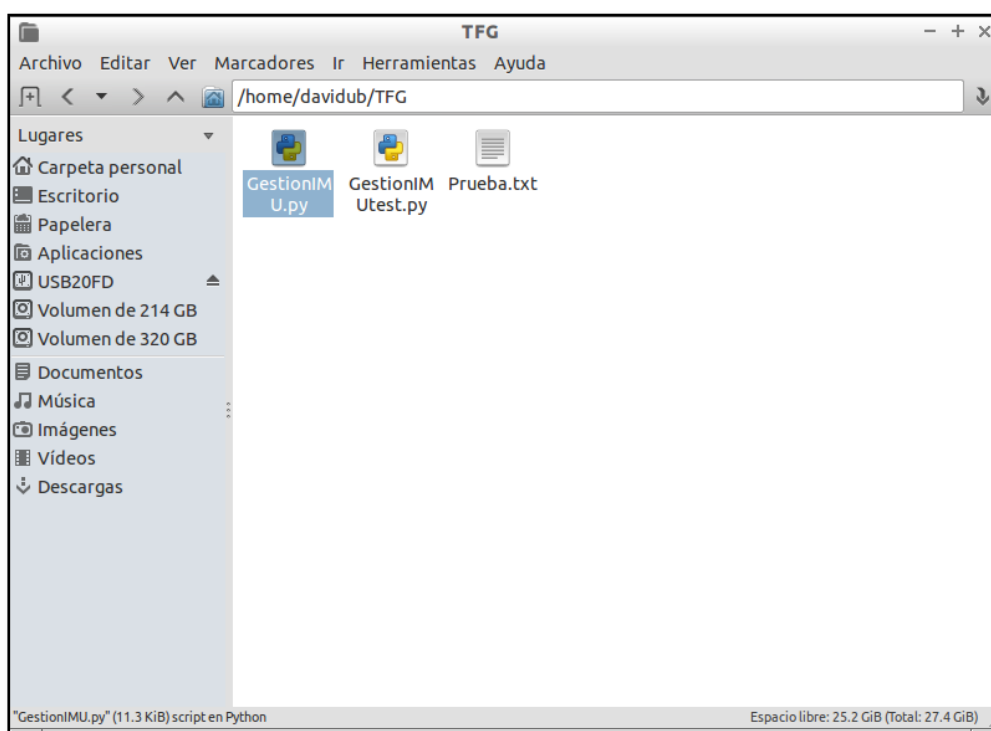 TFG
Archivo Editar Ver Marcadores Ir Herramientas Ayuda
/home/davidub/TFG
Lugares
Carpeta personal
Escritorio
Papelera
Aplicaciones
USB20FD
Volumen de 214 GB
Volumen de 320 GB
Documentos
Música
Imágenes
Vídeos
Descargas
GestionIM
U.py
GestionIM
Utest.py
Prueba.txt
"GestionIMU.py" (11.3 KiB) script en Python
Espacio libre: 25.2 GiB (Total: 27.4 GiB)